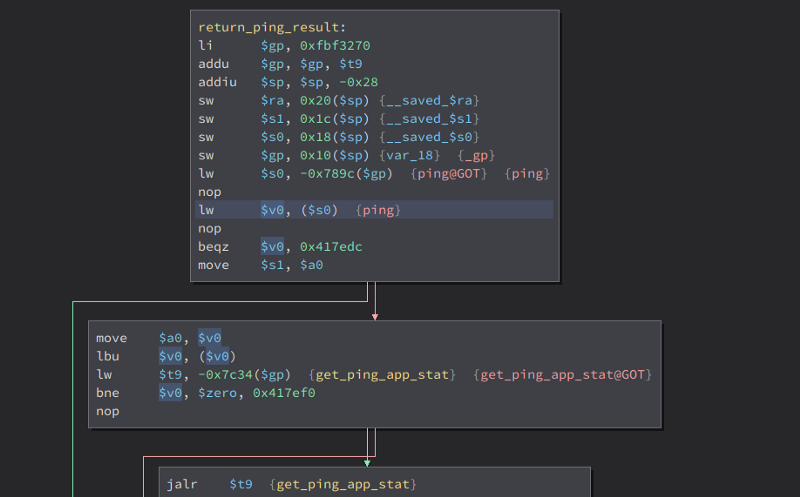 return_ping_result:
li $gp, 0xfbf3270
addu $gp, $gp, $t9
addiu $sp, $sp, -0x28
sw $ra, 0x20($sp) {__saved_$ra}
sw $s1, 0x1c($sp) {__saved_$s1}
sw $s0, 0x18($sp) {__saved_$s0}
sw $gp, 0x10($sp) {var_18} {_gp}
lw $s0, -0x789c($gp) {ping@GOT} {ping}
nop
lw $v0, ($s0) {ping}
nop
beqz $v0, 0x417edc
move $s1, $a0
move $a0, $v0
lbu $v0, ($v0)
lw $t9, -0x7c34($gp) {get_ping_app_stat} {get_ping_app_stat@GOT}
bne $v0, $zero, 0x417ef0
nop
jalr $t9 {get_ping_app_stat}